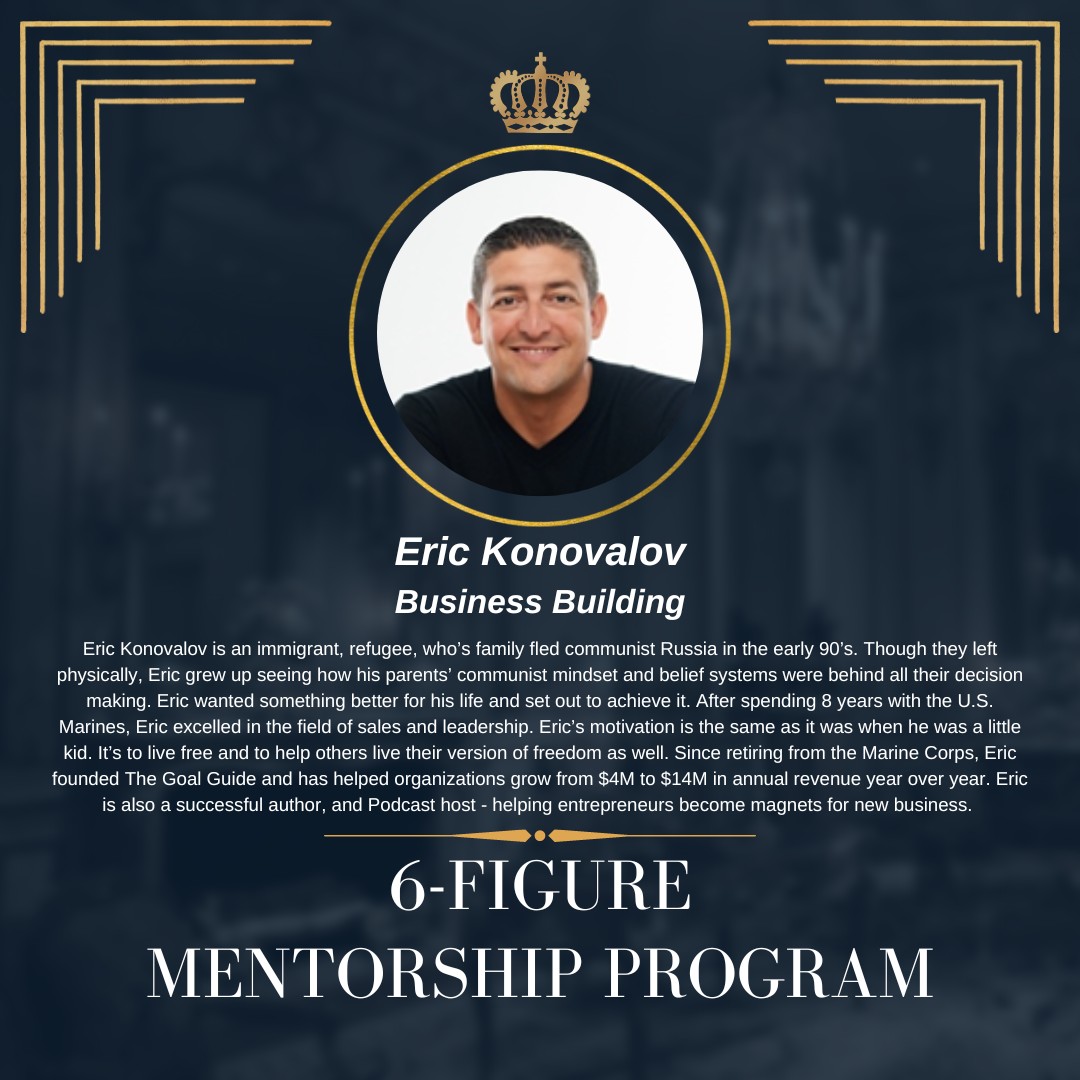 Eric Konovalov
Business Building
Eric Konovalov is an immigrant, refugee, who's family fled communist Russia in the early 90's. Though they left
physically, Eric grew up seeing how his parents' communist mindset and belief systems were behind all their decision
making. Eric wanted something better for his life and set out to achieve it. After spending 8 years with the U.S.
Marines, Eric excelled in the field of sales and leadership. Eric's motivation is the same as it was when he was a little
kid. It's to live free and to help others live their version of freedom as well. Since retiring from the Marine Corps, Eric
founded The Goal Guide and has helped organizations grow from $4M to $14M in annual revenue year over year. Eric
is also a successful author, and Podcast host - helping entrepreneurs become magnets for new business.
6-FIGURE
MENTORSHIP PROGRAM